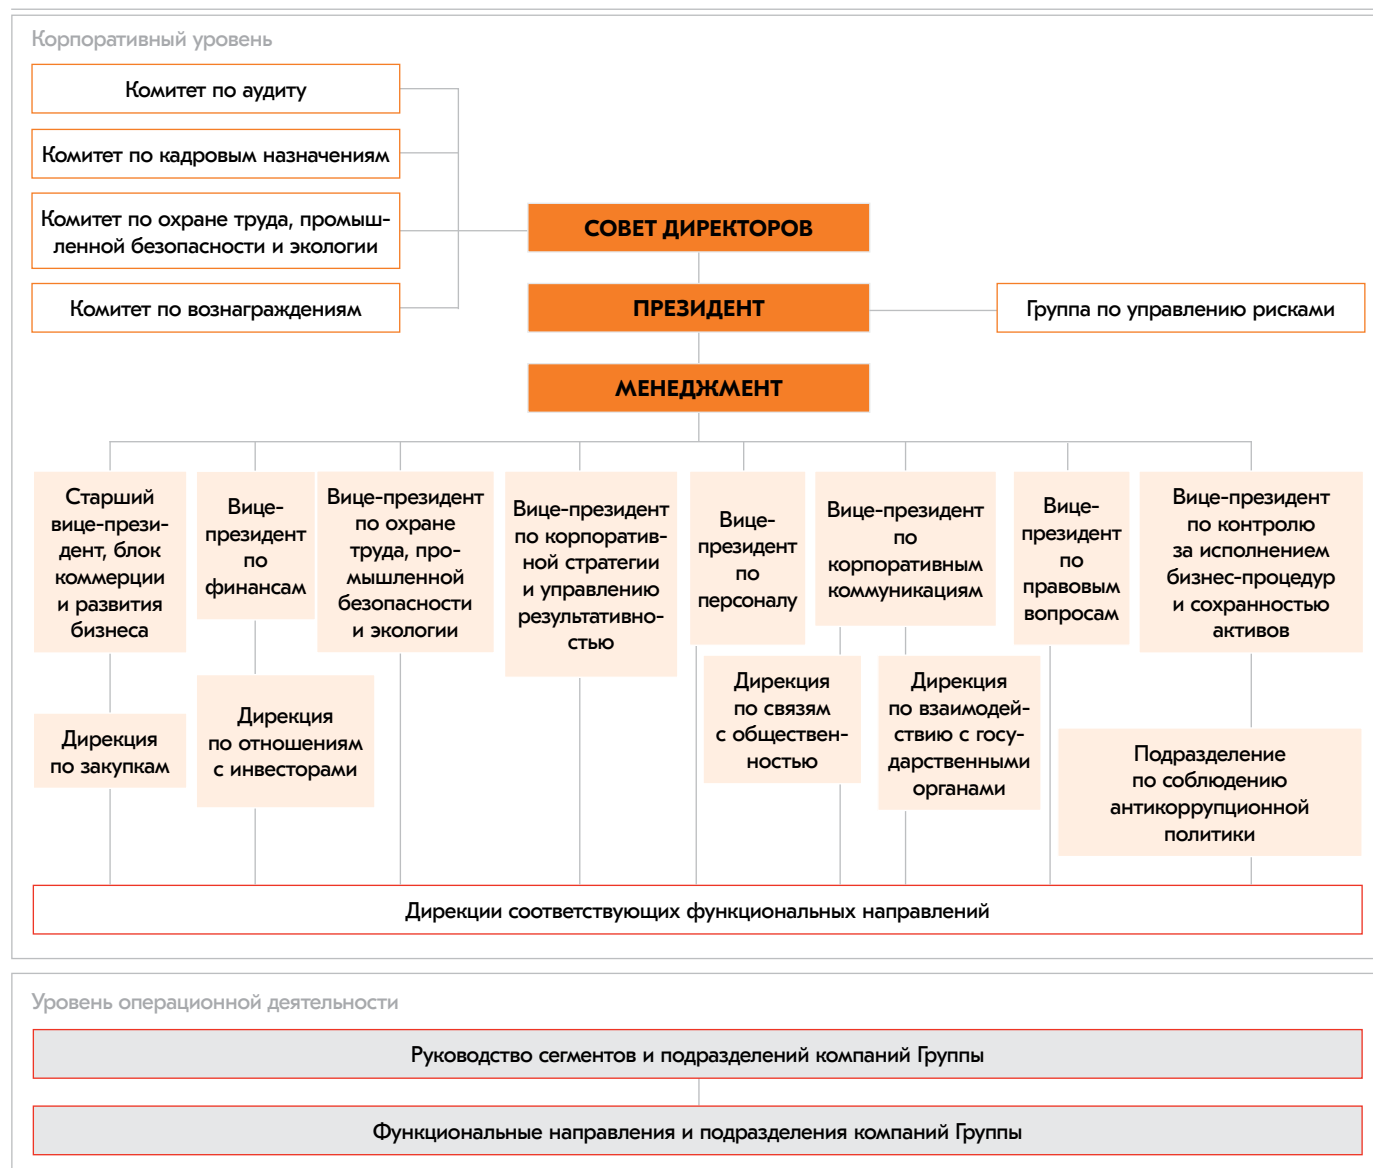 Корпоративный уровень
Комитет по аудиту
Комитет по кадровым назначениям
Комитет по охране труда, промыш-
ленной безопасности и экологии
Комитет по вознаграждениям
СОВЕТ ДИРЕКТОРОВ
ПРЕЗИДЕНТ
Группа по управлению рисками
МЕНЕДЖМЕНТ
Старший
вице-прези-
дент, блок
коммерции
и развития
бизнеса
Вице-
президент
по
финансам
Вице-президент
по охране
труда, про-
мышленной
безопасности
и экологии
Вице-президент
по корпоратив-
ной стратегии
и управлению
результативно-
стью
Вице-
президент
по
персоналу
Вице-президент
по
корпоративным
коммуникациям
Вице-
президент
по
правовым
вопросам
Вице-президент
по контролю
за исполнением
бизнес-процедур
и сохранностью
активов
Дирекция
по закупкам
Дирекция
по отношениям
с инвесторами
Дирекция
по связям
с обществен-
ностью
Дирекция
по взаимодей-
ствию с госу-
дарственными
органами
Подразделение
по соблюдению
антикоррупционной
политики
Дирекции соответствующих функциональных направлений
Уровень операционной деятельности
Руководство сегментов и подразделений компаний Группы
Функциональные направления и подразделения компаний Группы